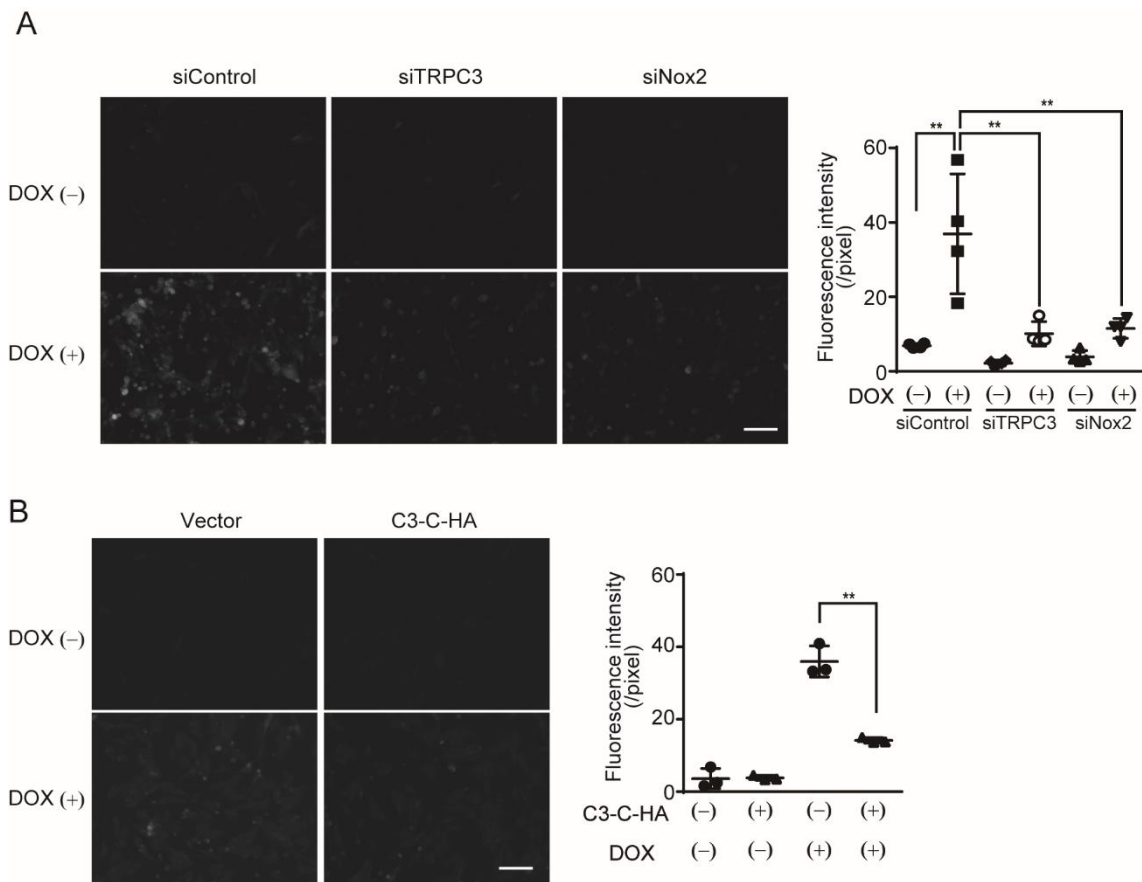 A
siControl siTRPC3 siNox2
DOX (−)
DOX (+)
** ** **
Fluorescence intensity
(/pixel)
60
40
20
0
DOX (−) (+) (−) (+) (−) (+)
siControl siTRPC3 siNox2
B
Vector C3-C-HA
DOX (−)
DOX (+)
**
Fluorescence intensity
(/pixel)
60
40
20
0
C3-C-HA (−) (+) (−) (+)
DOX (−) (−) (+) (+)